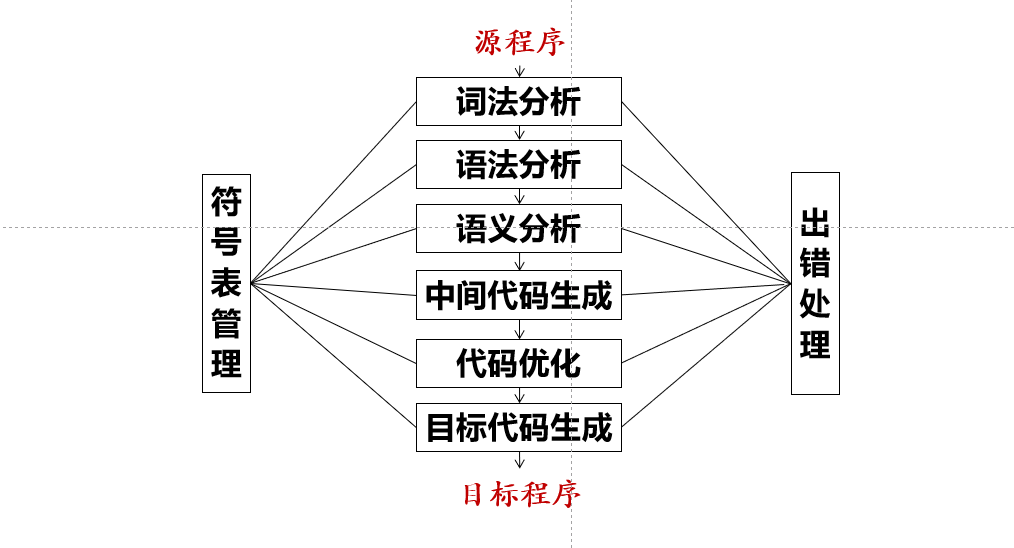 源程序
词法分析
语法分析
语义分析
中间代码生成
代码优化
目标代码生成
目标程序
符号表管理
出错处理